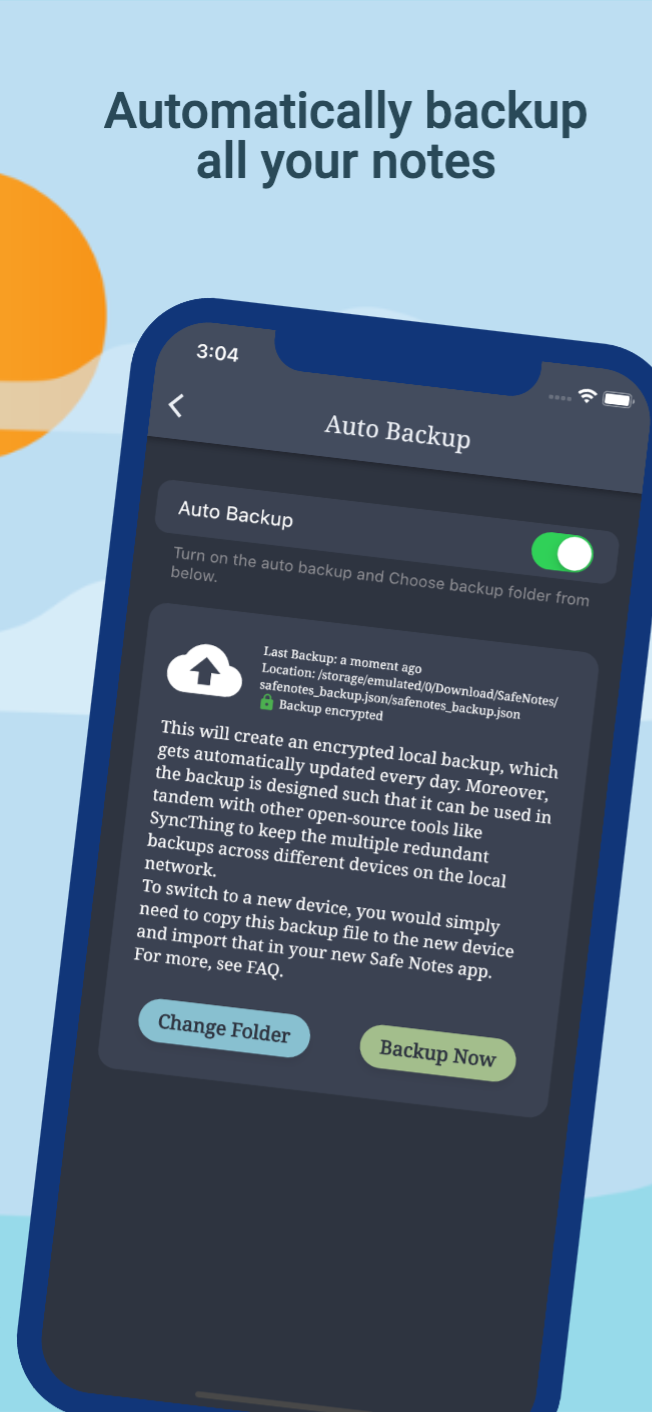 Automatically backup
all your notes
3:04
Auto Backup
Auto Backup
Turn on the auto backup and Choose backup folder from
below.
Last Backup: a moment ago
Location: /storage/emulated/0/Download/SafeNotes/
safenotes_backup.json/safenotes_backup.json
Backup encrypted
This will create an encrypted local backup, which
gets automatically updated every day. Moreover,
the backup is designed such that it can be used in
tandem with other open-source tools like
SyncThing to keep the multiple redundant
backups across different devices on the local
network.
To switch to a new device, you would simply
need to copy this backup file to the new device
and import that in your new Safe Notes app.
For more, see FAQ.
Change Folder
Backup Now